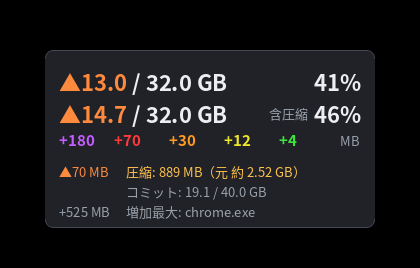 ▲13.0 / 32.0 GB 41%
▲14.7 / 32.0 GB 含圧縮 46%
+180 +70 +30 +12 +4 MB
▲70 MB 圧縮: 889 MB（元 約 2.52 GB）
コミット: 19.1 / 40.0 GB
+525 MB 増加最大: chrome.exe